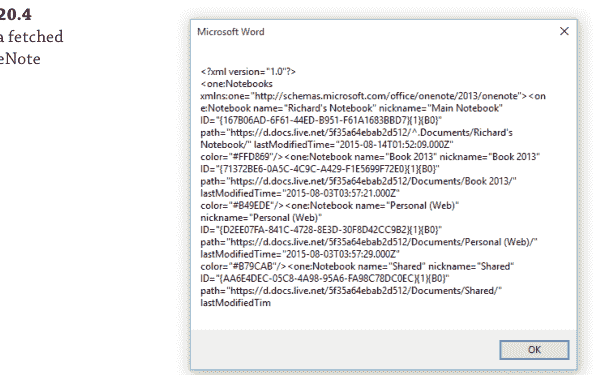 20.4
a fetched
eNote
Microsoft Word
<?xml version="1.0"?>
<one:Notebooks
xmlns:one="http://schemas.microsoft.com/office/onenote/2013/onenote"><on
e:Notebook name="Richard's Notebook" nickname="Main Notebook"
ID="{167B06AD-6F61-44ED-B951-F61A1683BBD7}{1}{B0}"
path="https://d.docs.live.net/5f35a64ebab2d512/^.Documents/Richard's
Notebook/" lastModifiedTime="2015-08-14T01:52:09.000Z"
color="#FFD869"/><one:Notebook name="Book 2013" nickname="Book 2013"
ID="{71372BE6-0A5C-4C9C-A429-F1E5699F72E0}{1}{B0}"
path="https://d.docs.live.net/5f35a64ebab2d512/Documents/Book 2013/"
lastModifiedTime="2015-08-03T03:57:21.000Z"
color="#B49EDE"/><one:Notebook name="Personal (Web)"
nickname="Personal (Web)"
ID="{D2EE07FA-841C-4728-8E3D-30F8D42CC9B2}{1}{B0}"
path="https://d.docs.live.net/5f35a64ebab2d512/Documents/Personal (Web)/"
lastModifiedTime="2015-08-03T03:57:29.000Z"
color="#B79CAB"/><one:Notebook name="Shared" nickname="Shared"
ID="{AA6E4DEC-05C8-4A98-95A6-FA98C78DC0EC}{1}{B0}"
path="https://d.docs.live.net/5f35a64ebab2d512/Documents/Shared/"
lastModifiedTim
OK